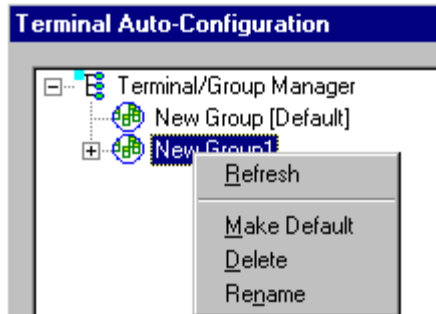 Terminal Auto-Configuration
Terminal/Group Manager
New Group [Default]
New Group1
Refresh
Make Default
Delete
Rename